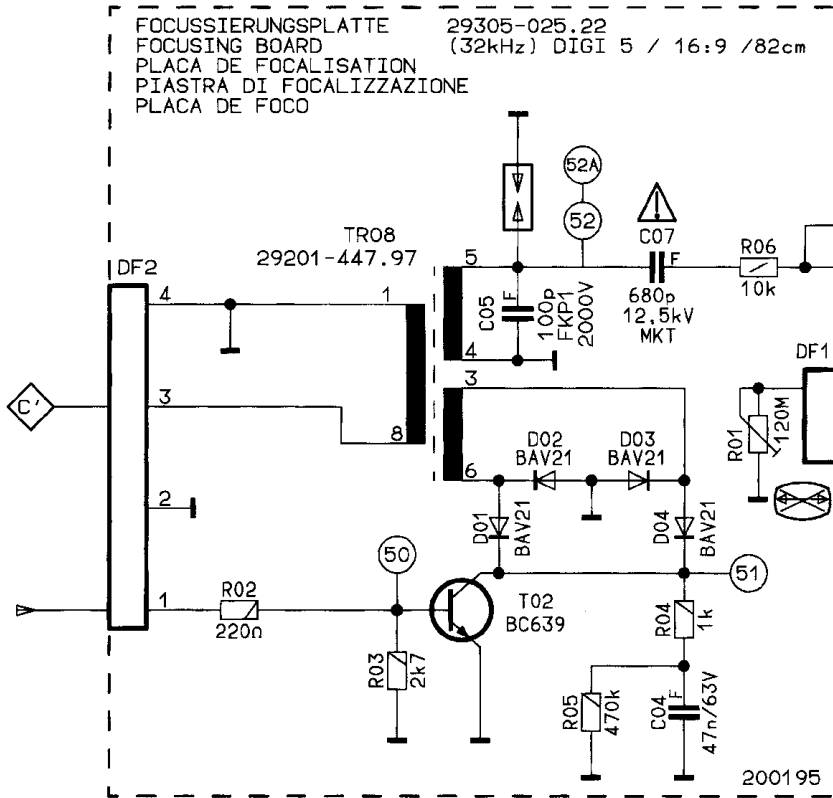 FOCUSSIERUNGSPLATTE 29305-025.22
FOCUSING BOARD (32kHz) DIGI 5 / 16:9 /82cm
PLACA DE FOCALISATION
PIASTRA DI FOCALIZZAZIONE
PLACA DE FOCO
52A
52
C07
F
680p
12,5kV
MKT
R06
10k
TR08
29201-447.97
DF2
4
1
5
C05
F
100p
FKP1
2000V
4
3
DF1
C'
3
8
R01
120M
6
D02
BAV21
D03
BAV21
2
D01
BAV21
D04
BAV21
50
51
1
R02
220Ω
T02
BC639
R04
1k
R03
2k7
R05
470k
C04
F
47n/63V
200195